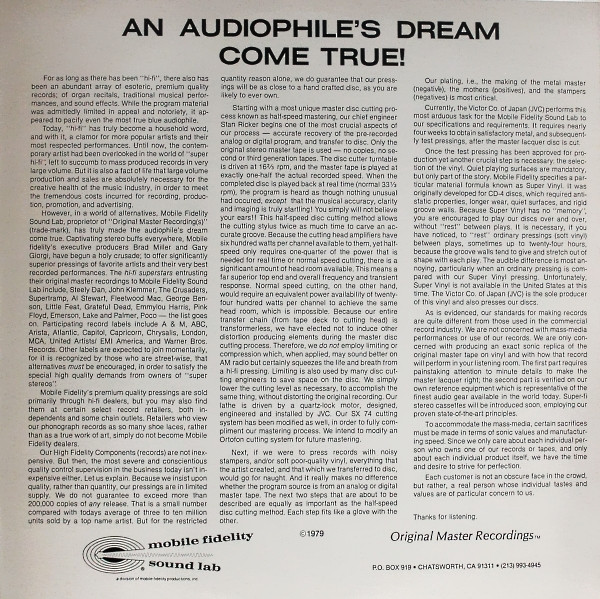 AN AUDIOPHILE'S DREAM
COME TRUE!
For as long as there has been "hi-fi", there also has
been an abundant array of esoteric, premium quality
records; of organ recitals, traditional musical perfor-
mances, and sound effects. While the program material
was admittedly limited in appeal and notoriety, it ap-
peared to pacify even the most true blue audiophile.
Today, "hi-fi" has truly become a household word,
and with it, a clamor for more popular artists and their
most respected performances. Until now, the contem-
porary artist had been overlooked in the world of "super
hi-fi"; left to succumb to mass produced records in very
large volume. But it is also a fact of life that large volume
production and sales are absolutely necessary for the
creative health of the music industry, in order to meet
the tremendous costs incurred for recording, produc-
tion, promotion, and advertising.
However, in a world of alternatives, Mobile Fidelity
Sound Lab, proprietor of "Original Master Recording(s)"
(trade-mark), has truly made the audiophile's dream
come true. Captivating stereo buffs everywhere, Mobile
fidelity's executive producers Brad Miller and Gary
Giorgi, have begun a holy crusade; to offer significantly
superior pressings of favorite artists and their very best
recorded performances. The hi-fi superstars entrusting
their original master recordings to Mobile Fidelity Sound
Lab include, Steely Dan, John Klemmer, The Crusaders,
Supertramp, Al Stewart, Fleetwood Mac, George Ben-
son, Little Feat, Grateful Dead, Emmylou Harris, Pink
Floyd, Emerson, Lake and Palmer, Poco — the list goes
on. Participating record labels include A & M, ABC,
Arista, Atlantic, Capitol, Capricorn, Chrysalis, London,
MCA, United Artists/ EMI America, and Warner Bros.
Records. Other labels are expected to join momentarily,
for it is recognized by those who are street-wise, that
alternatives must be encouraged, in order to satisfy the
special high quality demands from owners of "super
stereos".
Mobile Fidelity's premium quality pressings are sold
primarily through hi-fi dealers, but you may also find
them at certain select record retailers, both in-
dependents and some chain outlets. Retailers who view
our phonograph records as so many shoe laces, rather
than as a true work of art, simply do not become Mobile
Fidelity dealers.
Our High Fidelity Components (records) are not inex-
pensive. But then, the most severe and conscientious
quality control supervision in the business today isn't in-
expensive either. Let us explain. Because we insist upon
quality, rather than quantity, our pressings are in limited
supply. We do not guarantee to exceed more than
200,000 copies of any release. That is a small number
compared with todays average of three to ten million
units sold by a top name artist. But for the restricted
quantity reason alone, we do guarantee that our press-
ings will be as close to a hand crafted disc, as you are
likely to ever own.
Starting with a most unique master disc cutting pro-
cess known as half-speed mastering, our chief engineer
Stan Ricker begins one of the most crucial aspects of
our process — accurate recovery of the pre-recorded
analog or digital program, and transfer to disc. Only the
original stereo master tape is used — no copies, no se-
cond or third generation tapes. The disc cutter turntable
is driven at 16⅔ rpm, and the master tape is played at
exactly one-half the actual recorded speed. When the
completed disc is played back at real time (normal 33⅓
rpm), the program is heard as though nothing unusual
had occured, except that the musical accuracy, clarity
and imaging is truly startling! You simply will not believe
your ears!! This half-speed disc cutting method allows
the cutting stylus twice as much time to carve an ac-
curate groove. Because the cutting head amplifiers have
six hundred watts per channel available to them, yet half-
speed only requires one-quarter of the power that is
needed for real time or normal speed cutting, there is a
significant amount of head room available. This means a
far superior top end and overall frequency and transient
response. Normal speed cutting, on the other hand,
would require an equivalent power availability of twenty-
four hundred watts per channel to achieve the same
head room, which is impossible. Because our entire
transfer chain (from tape deck to cutting head) is
transformerless, we have elected not to induce other
distortion producing elements during the master disc
cutting process. Therefore, we do not employ limiting or
compression which, when applied, may sound better on
AM radio but certainly squeezes the life and breath from
a hi-fi pressing. Limiting is also used by many disc cut-
ting engineers to save space on the disc. We simply
lower the cutting level as necessary, to accomplish the
same thing, without distorting the original recording. Our
lathe is driven by a quartz-lock motor, designed,
engineered and installed by JVC. Our SX 74 cutting
system has been modified as well, in order to fully com-
pliment our mastering process. We intend to modify an
Ortofon cutting system for future mastering.
Next, if we were to press records with noisy
stampers, and/or soft poor-quality vinyl, everything that
the artist created, and that which we transferred to disc,
would go for naught. And it really makes no difference
whether the program source is from an analog or digital
master tape. The next two steps that are about to be
described are equally as important as the half-speed
disc cutting method. Each step fits like a glove with the
other.
Our plating, i.e., the making of the metal master
(negative), the mothers (positives), and the stampers
(negatives) is most critical.
Currently, the Victor Co. of Japan (JVC) performs this
most arduous task for the Mobile Fidelity Sound Lab to
our specifications and requirements. It requires nearly
four weeks to obtain satisfactory metal, and subsequent-
ly test pressings, after the master lacquer disc is cut.
Once the test pressing has been approved for pro-
duction yet another crucial step is necessary: the selec-
tion of the vinyl. Quiet playing surfaces are mandatory,
but only part of the story. Mobile Fidelity specifies a par-
ticular material formula known as Super Vinyl. It was
originally developed for CD-4 discs, which required anti-
static properties, longer wear, quiet surfaces, and rigid
groove walls. Because Super Vinyl has no "memory",
you are encouraged to play our discs over and over,
without "rest" between plays. It is necessary, if you
have noticed, to "rest" ordinary pressings (soft vinyl)
between plays, sometimes up to twenty-four hours,
because the groove walls tend to give and stretch out of
shape with each play. The audible difference is most an-
noying, particularly when an ordinary pressing is com-
pared with our Super Vinyl pressing. Unfortunately,
Super Vinyl is not available in the United States at this
time. The Victor Co. of Japan (JVC) is the sole producer
of this vinyl and also presses our discs.
As is evidenced, our standards for making records
are quite different from those used in the commercial
record industry. We are not concerned with mass-media
performances or use of our records. We are only con-
cerned with producing an exact sonic replica of the
original master tape on vinyl and with how that record
will perform in your listening room. The first part requires
painstaking attention to minute details to make the
master lacquer right; the second part is verified on our
own reference equipment which is representative of the
finest audio gear available in the world today. Super-fi
stereo cassettes will be introduced soon, employing our
proven state-of-the-art principles.
To accommodate the mass-media, certain sacrifices
must be made in terms of sonic values and manufactur-
ing speed. Since we only care about each individual per-
son who owns one of our records or tapes, and only
about each individual product itself, we have the time
and desire to strive for perfection.
Each customer is not an obscure face in the crowd,
but rather, a real person whose individual tastes and
values are of particular concern to us.
Thanks for listening.
mobile fidelity
sound lab
a division of mobile fidelity productions, inc.
©1979
Original Master Recordings™
P.O. BOX 919 • CHATSWORTH, CA 91311 • (213) 993-4945